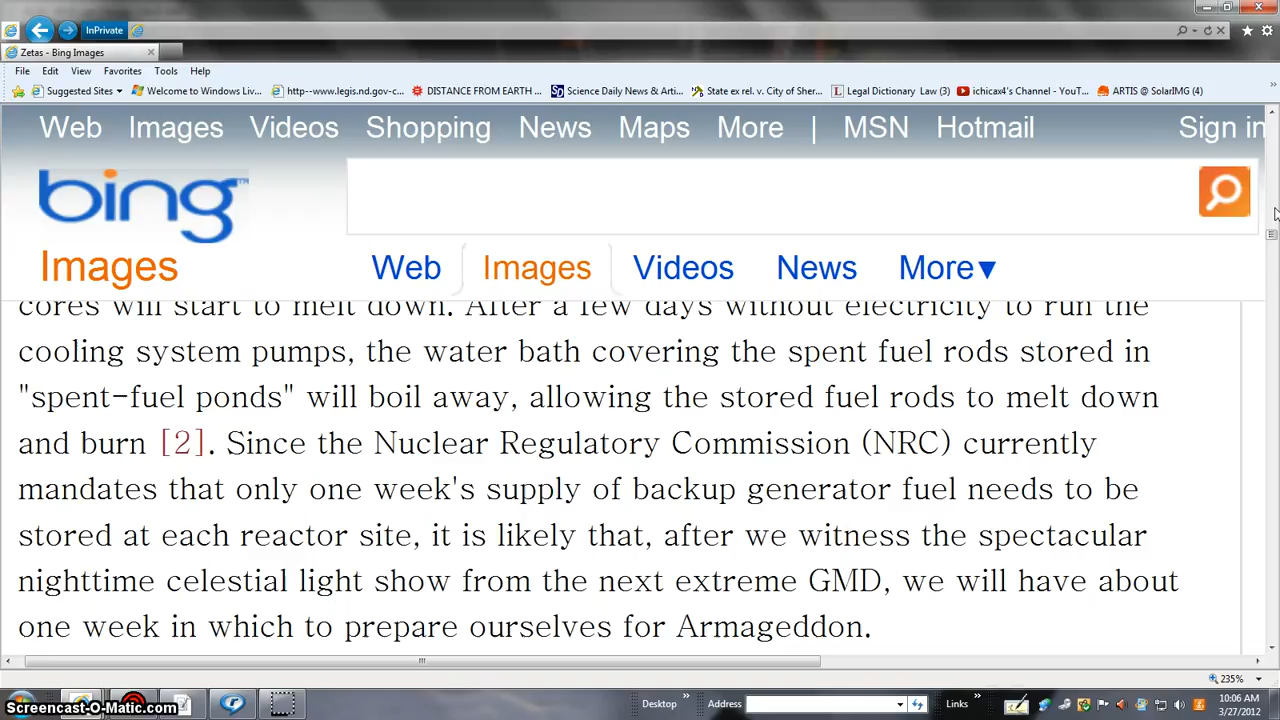 InPrivate
Zetas - Bing Images
File Edit View Favorites Tools Help
Suggested Sites Welcome to Windows Liv... http--www.legis.nd.gov-c... DISTANCE FROM EARTH ... Science Daily News & Arti... State ex rel. v. City of Sher... Legal Dictionary Law (3) ichicax4's Channel - YouT... ARTIS @ SolarIMG (4)
Web Images Videos Shopping News Maps More | MSN Hotmail Sign in
bing
Images Web Images Videos News More▼
cores will start to melt down. After a few days without electricity to run the
cooling system pumps, the water bath covering the spent fuel rods stored in
"spent-fuel ponds" will boil away, allowing the stored fuel rods to melt down
and burn [2]. Since the Nuclear Regulatory Commission (NRC) currently
mandates that only one week's supply of backup generator fuel needs to be
stored at each reactor site, it is likely that, after we witness the spectacular
nighttime celestial light show from the next extreme GMD, we will have about
one week in which to prepare ourselves for Armageddon.
235%
Desktop » Address Links » 10:06 AM
Screencast-O-Matic.com 3/27/2012